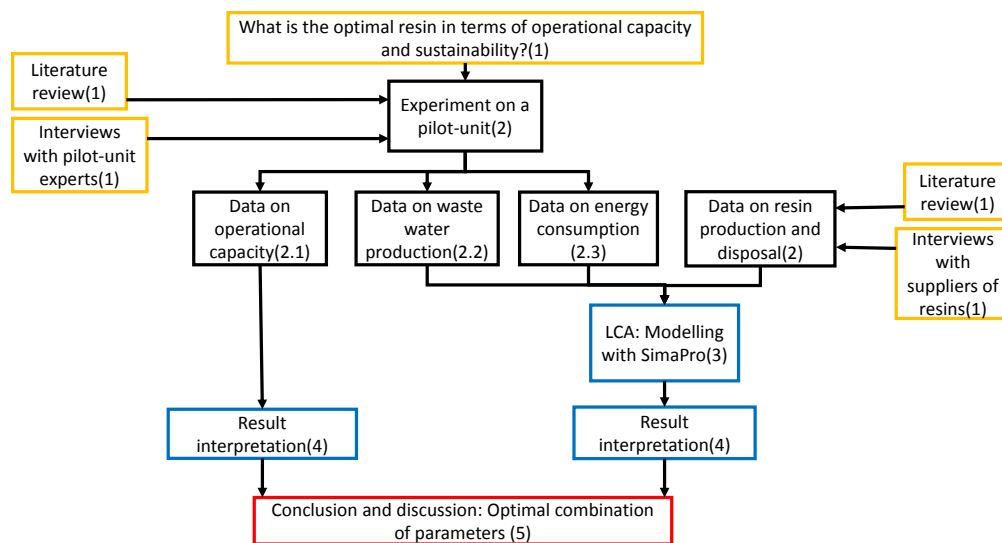 What is the optimal resin in terms of operational capacity
and sustainability?(1)
Literature
review(1)
Experiment on a
pilot-unit(2)
Interviews
with pilot-unit
experts(1)
Data on
operational
capacity(2.1)
Data on waste
water
production(2.2)
Data on energy
consumption
(2.3)
Data on resin
production and
disposal(2)
Literature
review(1)
Interviews
with
suppliers of
resins(1)
LCA: Modelling
with SimaPro(3)
Result
interpretation(4)
Result
interpretation(4)
Conclusion and discussion: Optimal combination
of parameters (5)